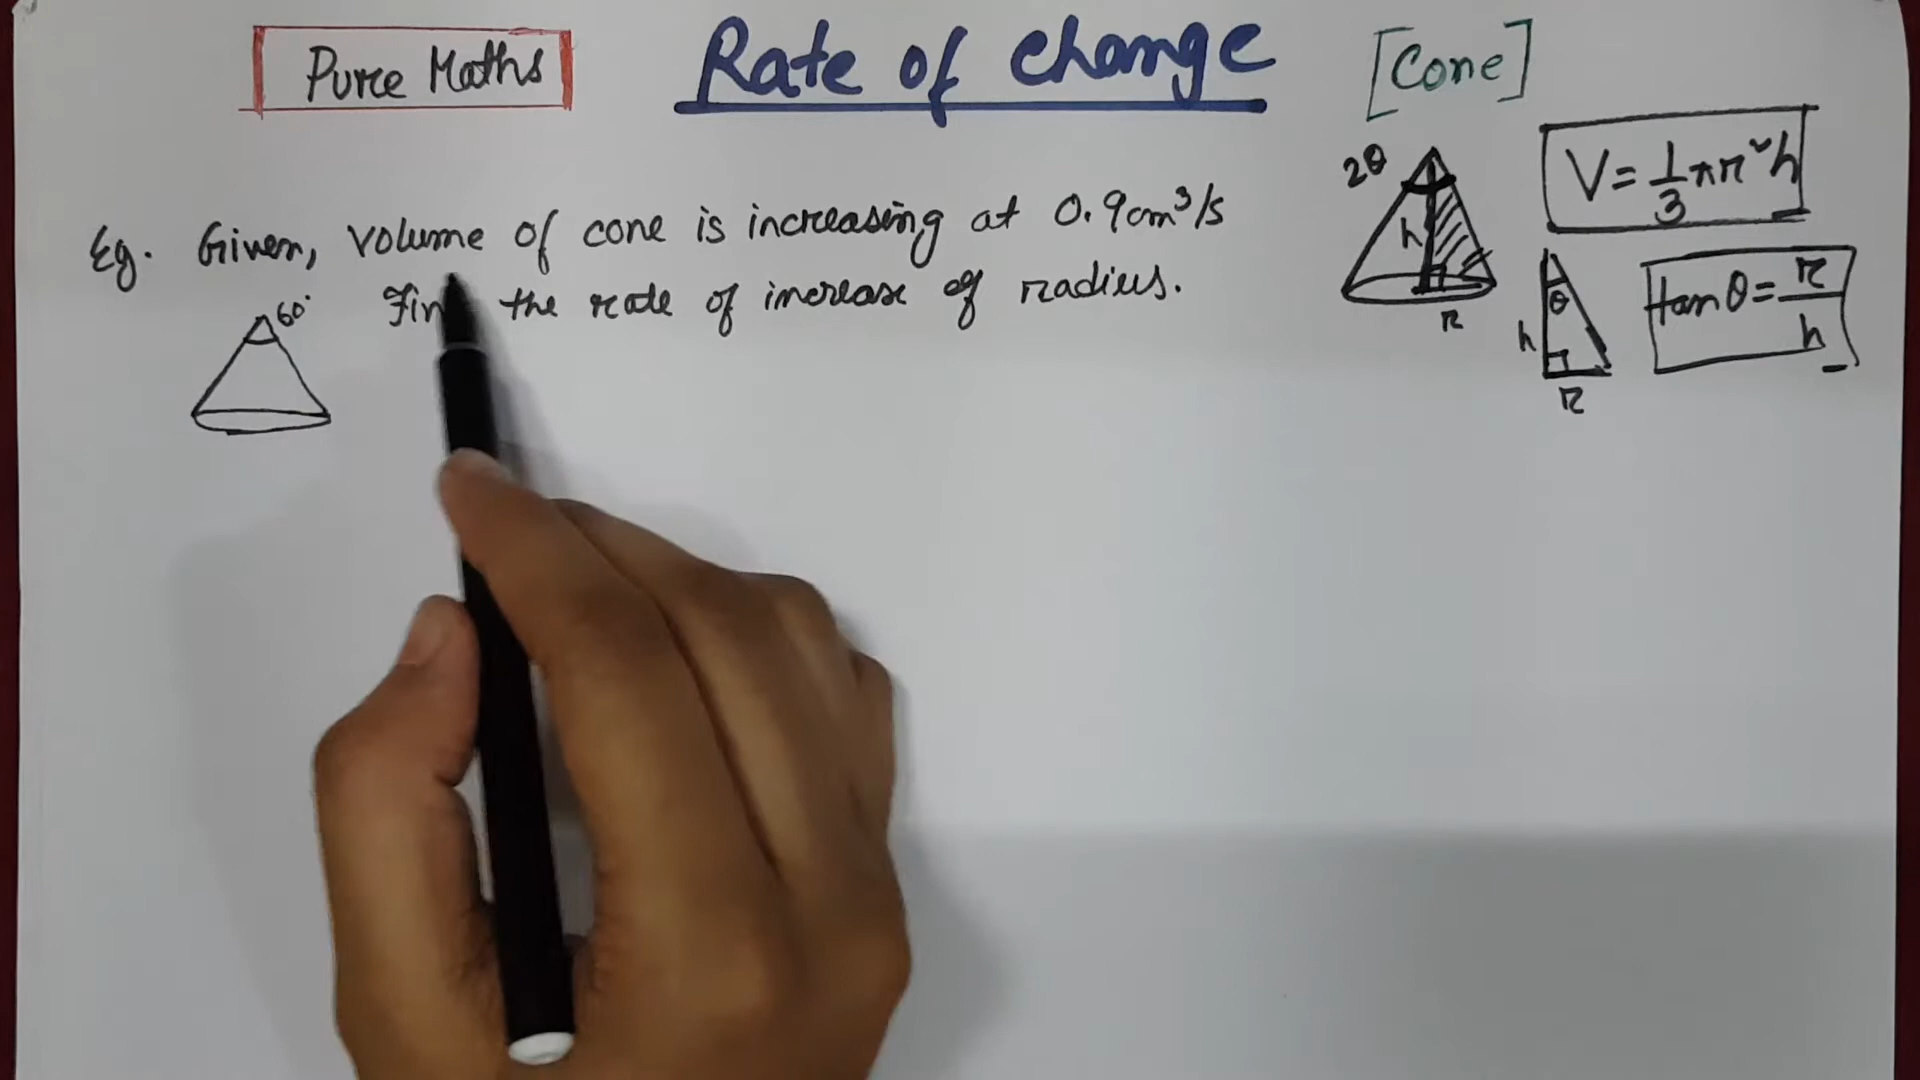 Pure Maths
Rate of change
[Cone]
Eg. Given, volume of cone is increasing at 0.9cm³/s
Find the rate of increase of radius.
60°
2θ
h
r
V = 1/3 πr²h
θ
h
r
tan θ = r/h